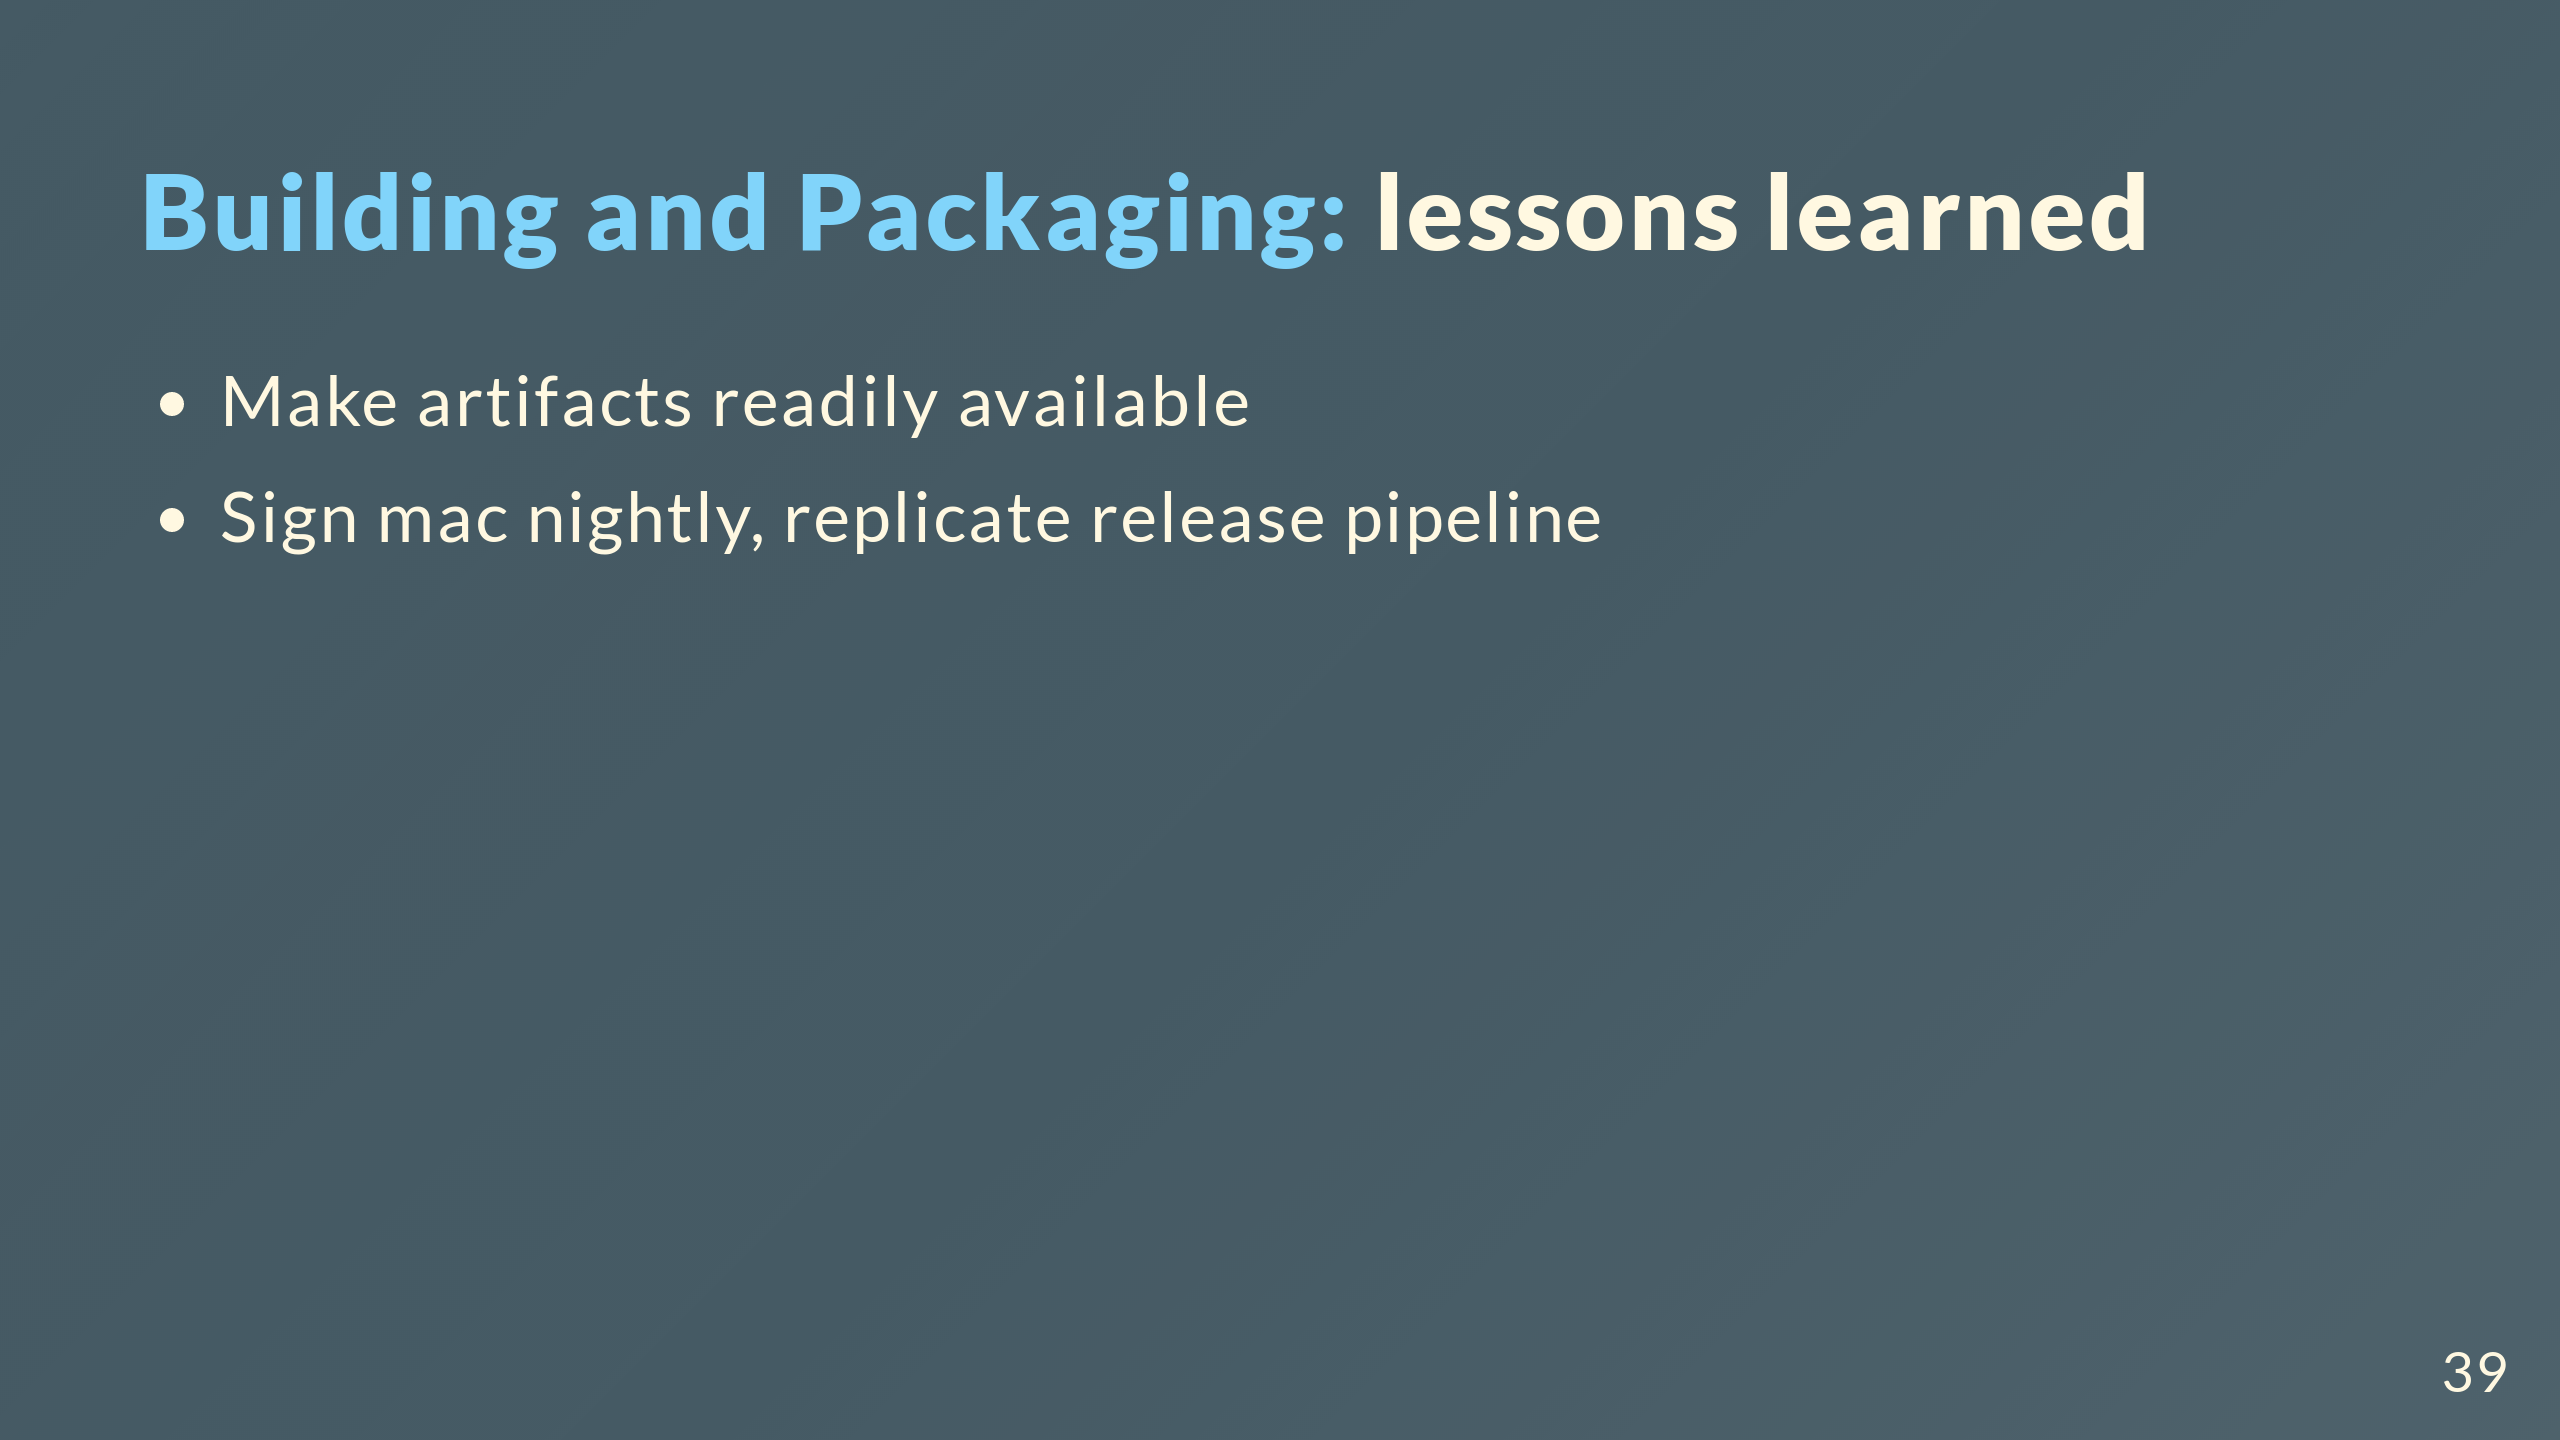 Building and Packaging: lessons learned
• Make artifacts readily available
• Sign mac nightly, replicate release pipeline
39